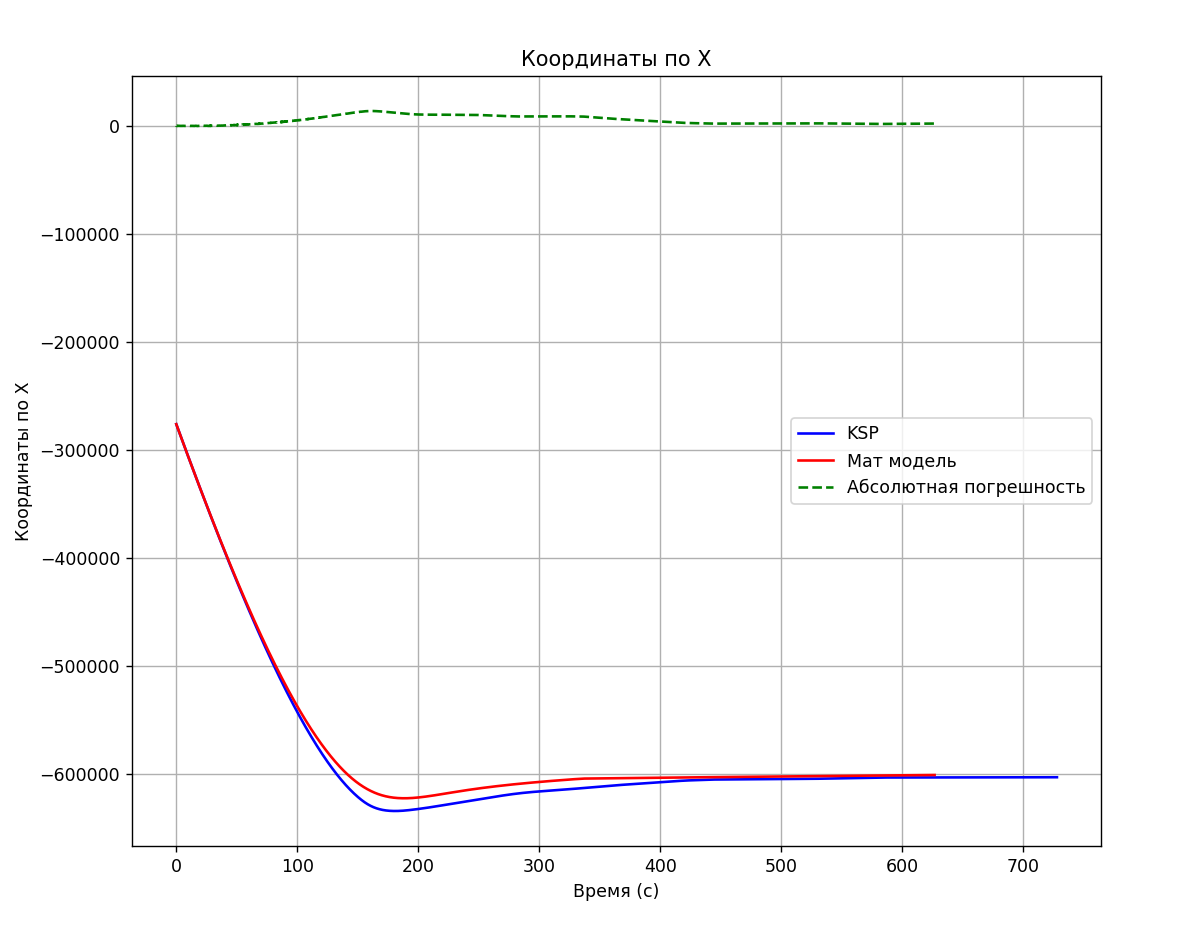 Координаты по X
0
−100000
−200000
−300000
−400000
−500000
−600000
Координаты по X
KSP
Мат модель
Абсолютная погрешность
0 100 200 300 400 500 600 700
Время (с)